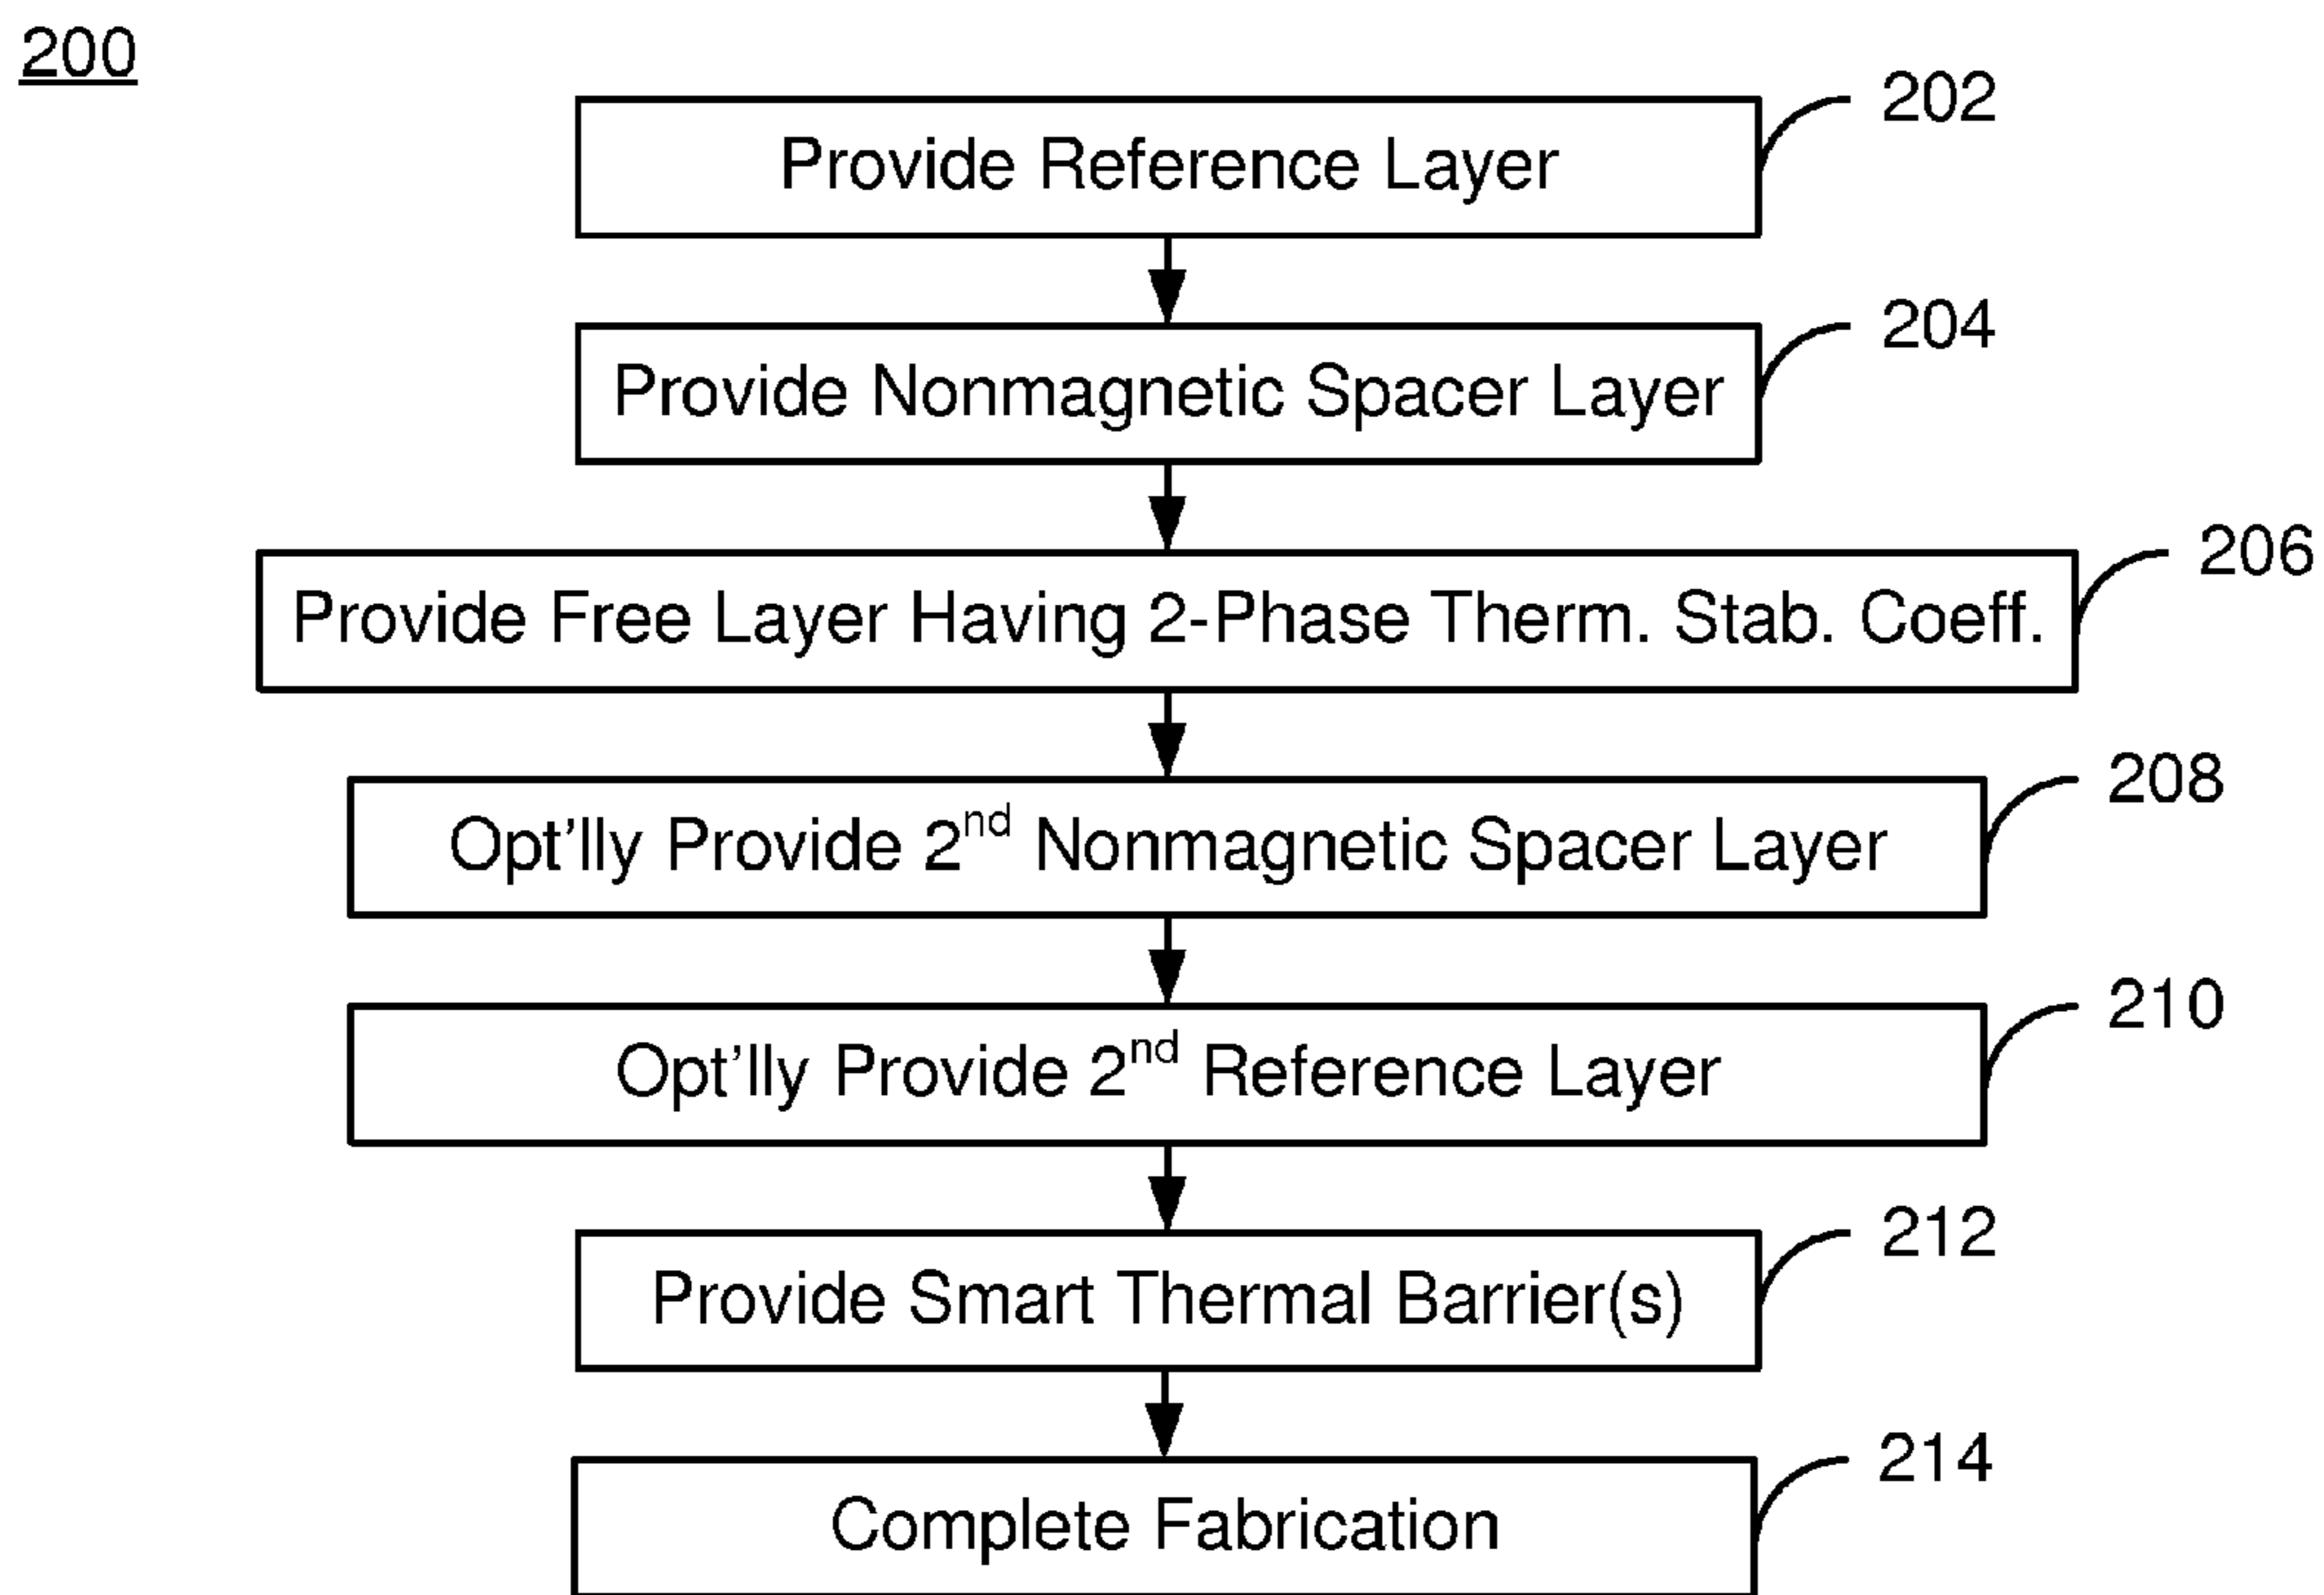 200
202
Provide Reference Layer
204
Provide Nonmagnetic Spacer Layer
206
Provide Free Layer Having 2-Phase Therm. Stab. Coeff.
208
Opt’lly Provide 2nd Nonmagnetic Spacer Layer
210
Opt’lly Provide 2nd Reference Layer
212
Provide Smart Thermal Barrier(s)
214
Complete Fabrication